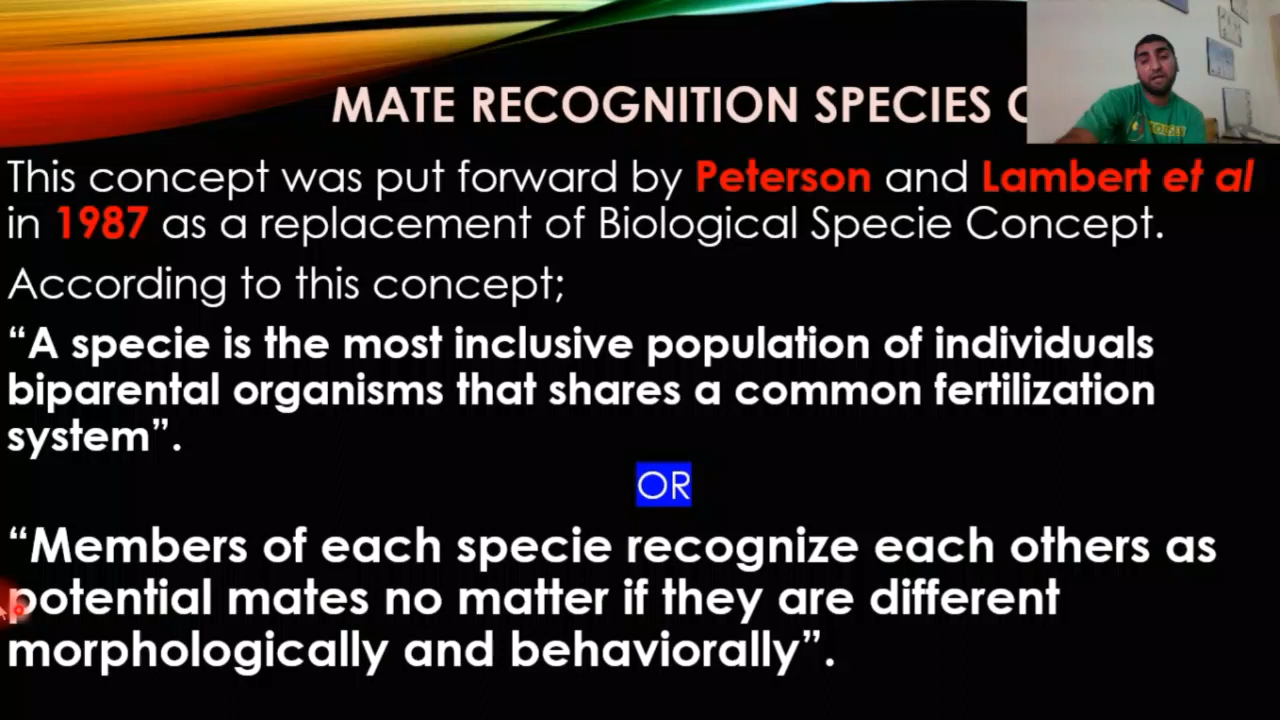 MATE RECOGNITION SPECIES
This concept was put forward by Peterson and Lambert et al
in 1987 as a replacement of Biological Specie Concept.
According to this concept;
“A specie is the most inclusive population of individuals
biparental organisms that shares a common fertilization
system”.
OR
“Members of each specie recognize each others as
potential mates no matter if they are different
morphologically and behaviorally”.